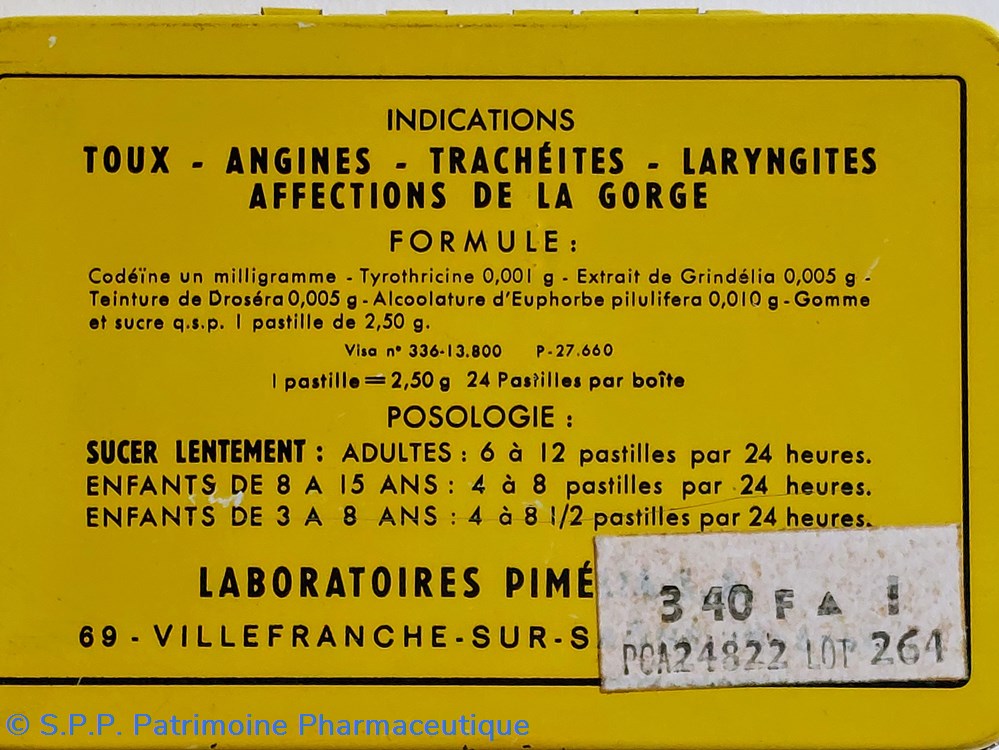 INDICATIONS
TOUX - ANGINES - TRACHÉITES - LARYNGITES
AFFECTIONS DE LA GORGE
FORMULE :
Codéïne un milligramme - Tyrothricine 0,001 g - Extrait de Grindélia 0,005 g -
Teinture de Droséra 0,005 g - Alcoolature d'Euphorbe pilulifera 0,010 g - Gomme
et sucre q.s.p. 1 pastille de 2,50 g.
Visa n° 336-13.800 P-27.660
1 pastille = 2,50 g 24 Pastilles par boîte
POSOLOGIE :
SUCER LENTEMENT : ADULTES : 6 à 12 pastilles par 24 heures.
ENFANTS DE 8 A 15 ANS : 4 à 8 pastilles par 24 heures.
ENFANTS DE 3 A 8 ANS : 4 à 8 1/2 pastilles par 24 heures.
LABORATOIRES PIMÉ
69 - VILLEFRANCHE-SUR-S
3 40 F ▲ 1
PCA24822 LOT 264
© S.P.P. Patrimoine Pharmaceutique